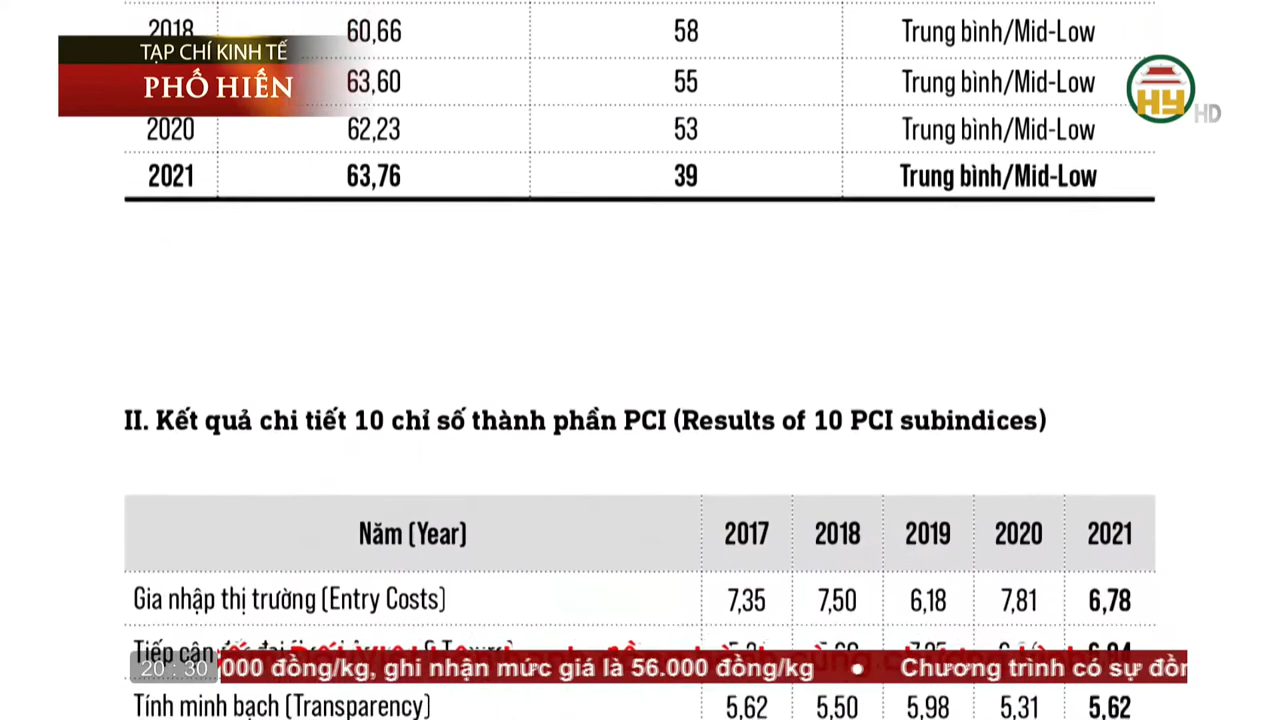 2018 60,66 58 Trung bình/Mid-Low
TẠP CHÍ KINH TẾ
PHỐ HIẾN
63,60 55 Trung bình/Mid-Low
HY HD
2020 62,23 53 Trung bình/Mid-Low
2021 63,76 39 Trung bình/Mid-Low
II. Kết quả chi tiết 10 chỉ số thành phần PCI (Results of 10 PCI subindices)
Năm (Year) 2017 2018 2019 2020 2021
Gia nhập thị trường (Entry Costs) 7,35 7,50 6,18 7,81 6,78
Tiếp cận
20:30 000 đồng/kg, ghi nhận mức giá là 56.000 đồng/kg • Chương trình có sự đồn
Tính minh bạch (Transparency) 5,62 5,50 5,98 5,31 5,62